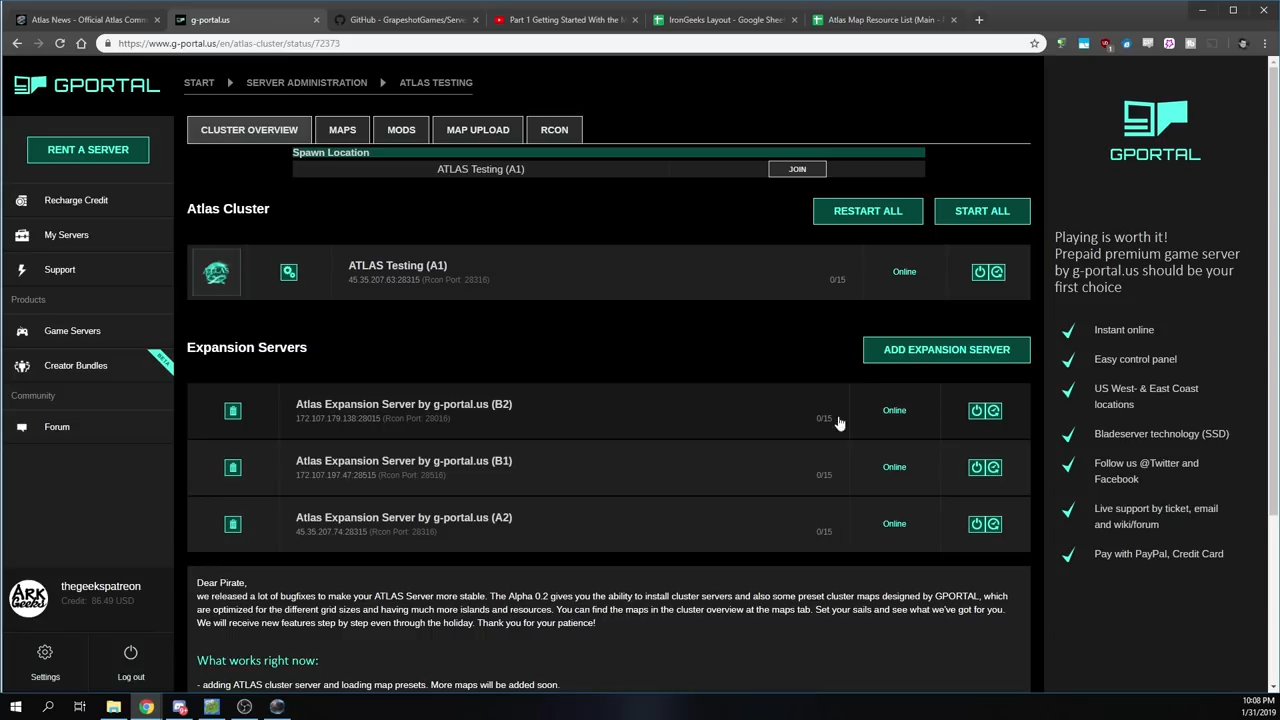 Atlas News - Official Atlas Comm
g-portal.us
GitHub - GrapeshotGames/Serve
Part 1 Getting Started With the M
IronGeeks Layout - Google Shee
Atlas Map Resource List (Main -
https://www.g-portal.us/en/atlas-cluster/status/72373
GPORTAL
START
SERVER ADMINISTRATION
ATLAS TESTING
RENT A SERVER
CLUSTER OVERVIEW
MAPS
MODS
MAP UPLOAD
RCON
Spawn Location
ATLAS Testing (A1)
JOIN
Recharge Credit
My Servers
Support
Products
Game Servers
Creator Bundles
BETA
Community
Forum
Atlas Cluster
RESTART ALL
START ALL
ATLAS Testing (A1)
45.35.207.63:28315 (Rcon Port: 28316)
0/15
Online
Expansion Servers
ADD EXPANSION SERVER
Atlas Expansion Server by g-portal.us (B2)
172.107.179.138:28015 (Rcon Port: 28016)
0/15
Online
Atlas Expansion Server by g-portal.us (B1)
172.107.197.47:28515 (Rcon Port: 28516)
0/15
Online
Atlas Expansion Server by g-portal.us (A2)
45.35.207.74:28315 (Rcon Port: 28316)
0/15
Online
Dear Pirate,
we released a lot of bugfixes to make your ATLAS Server more stable. The Alpha 0.2 gives you the ability to install cluster servers and also some preset cluster maps designed by GPORTAL, which
are optimized for the different grid sizes and having much more islands and resources. You can find the maps in the cluster overview at the maps tab. Set your sails and see what we've got for you.
We will receive new features step by step even through the holiday. Thank you for your patience!
What works right now:
- adding ATLAS cluster server and loading map presets. More maps will be added soon.
GPORTAL
Playing is worth it!
Prepaid premium game server
by g-portal.us should be your
first choice
Instant online
Easy control panel
US West- & East Coast
locations
Bladeserver technology (SSD)
Follow us @Twitter and
Facebook
Live support by ticket, email
and wiki/forum
Pay with PayPal, Credit Card
ARK
Geeks
thegeekspatreon
Credit: 86.49 USD
Settings
Log out
10:08 PM
1/31/2019